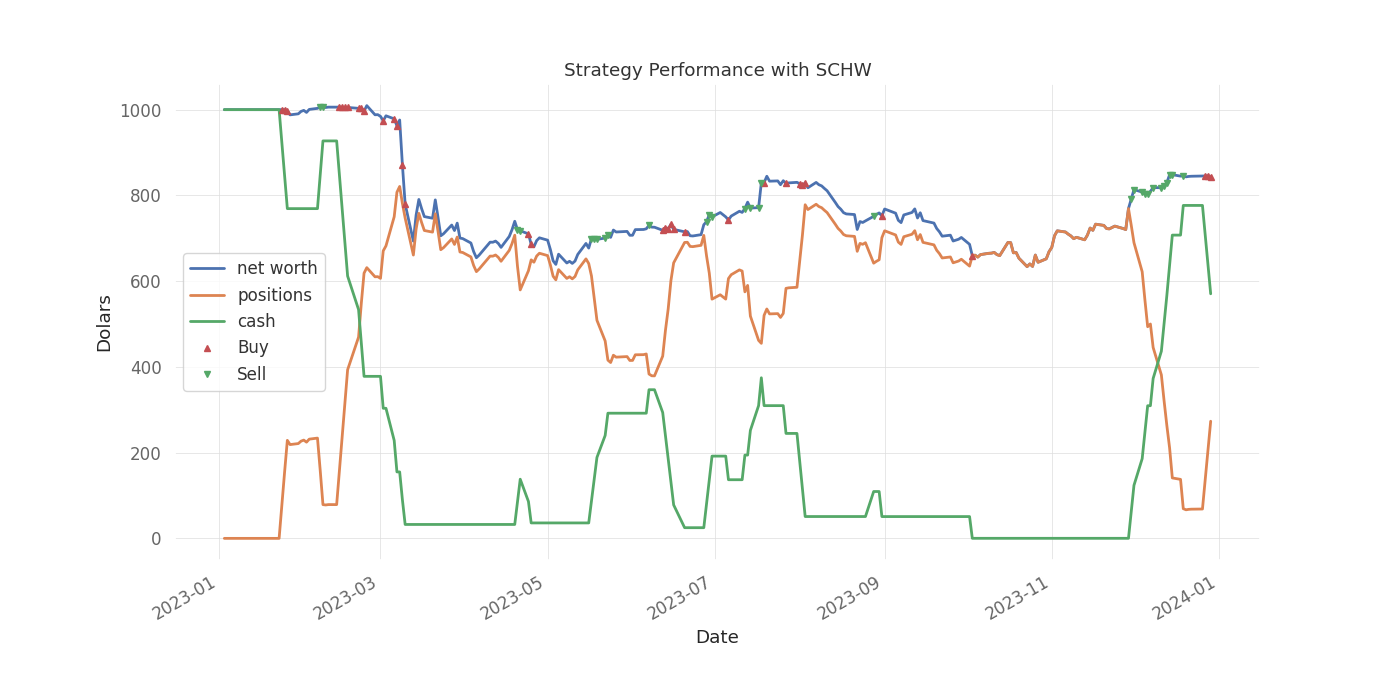 Strategy Performance with SCHW
1000
800
600
400
200
0
Dolars
net worth
positions
cash
Buy
Sell
2023-01
2023-03
2023-05
2023-07
2023-09
2023-11
2024-01
Date